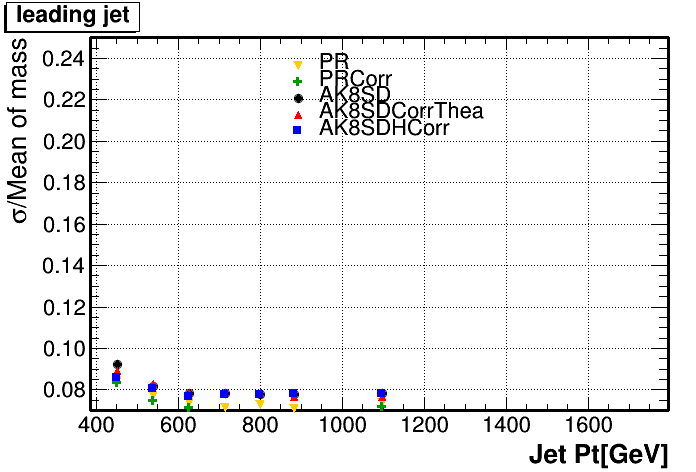 leading jet
σ/Mean of mass
0.24
0.22
0.20
0.18
0.16
0.14
0.12
0.10
0.08
PR
PRCorr
AK8SD
AK8SDCorrThea
AK8SDHCorr
400 600 800 1000 1200 1400 1600
Jet Pt[GeV]